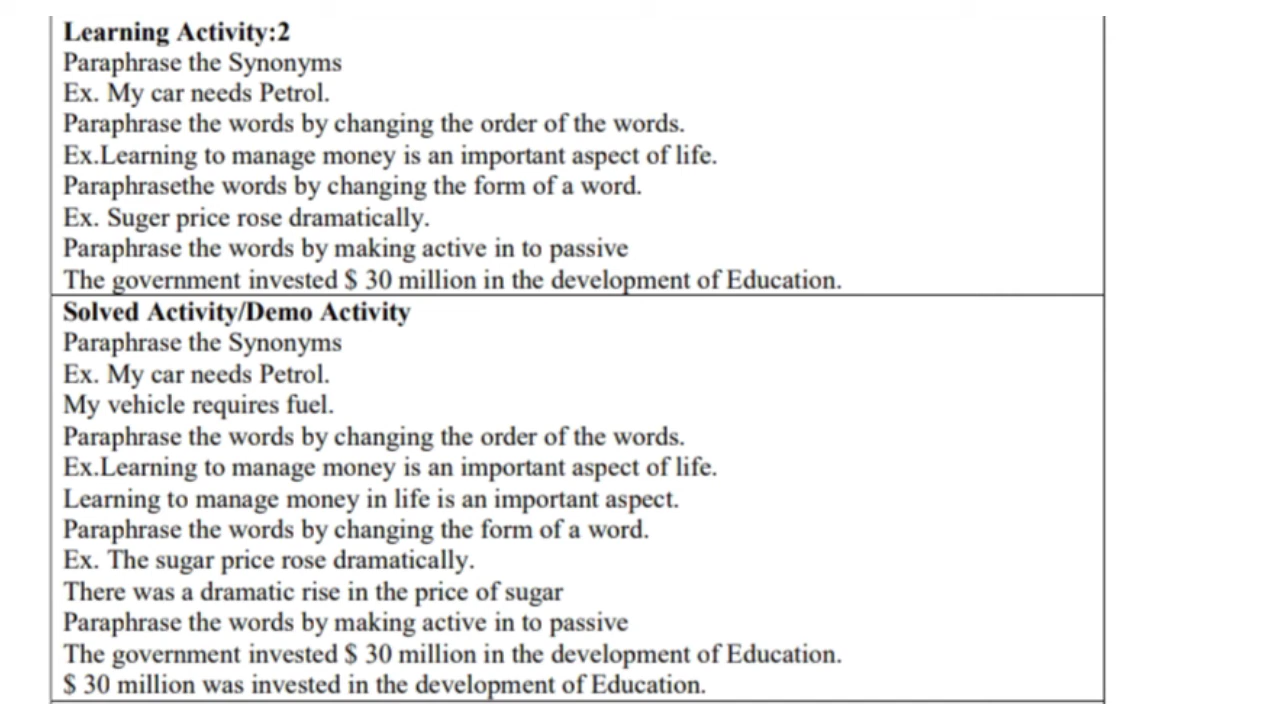 Learning Activity:2
Paraphrase the Synonyms
Ex. My car needs Petrol.
Paraphrase the words by changing the order of the words.
Ex.Learning to manage money is an important aspect of life.
Paraphrasethe words by changing the form of a word.
Ex. Suger price rose dramatically.
Paraphrase the words by making active in to passive
The government invested $ 30 million in the development of Education.
Solved Activity/Demo Activity
Paraphrase the Synonyms
Ex. My car needs Petrol.
My vehicle requires fuel.
Paraphrase the words by changing the order of the words.
Ex.Learning to manage money is an important aspect of life.
Learning to manage money in life is an important aspect.
Paraphrase the words by changing the form of a word.
Ex. The sugar price rose dramatically.
There was a dramatic rise in the price of sugar
Paraphrase the words by making active in to passive
The government invested $ 30 million in the development of Education.
$ 30 million was invested in the development of Education.